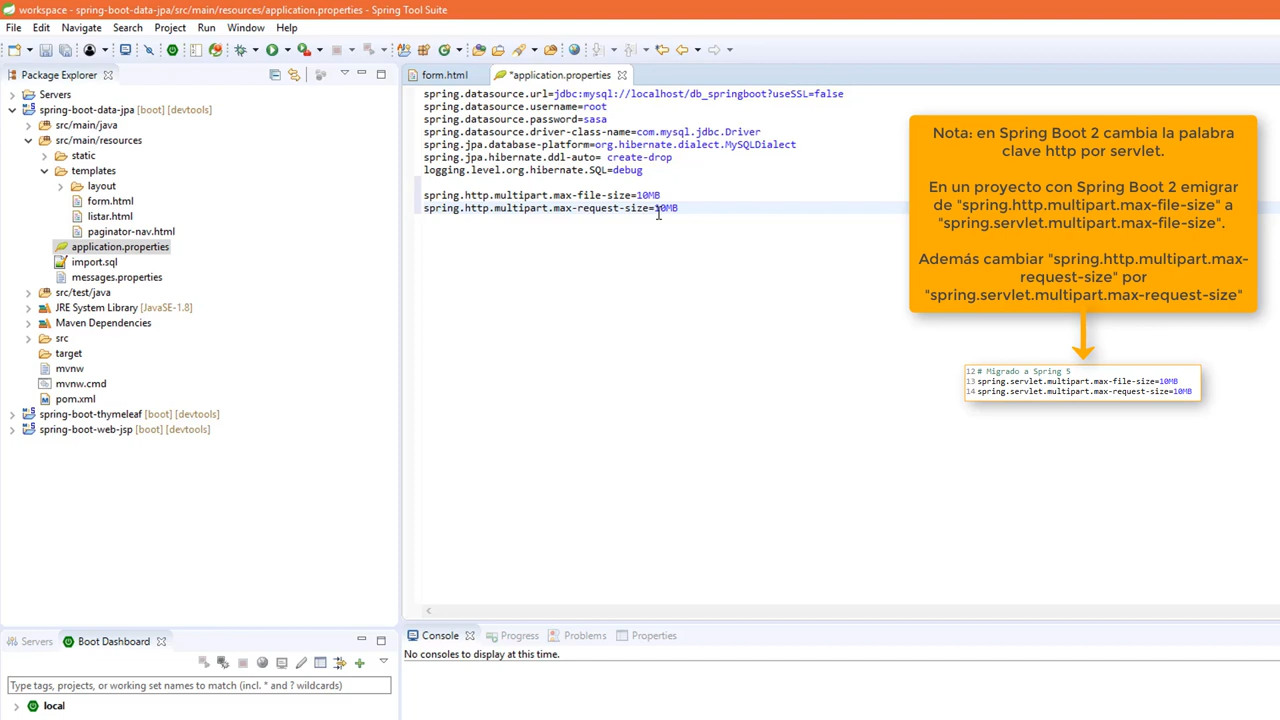 workspace - spring-boot-data-jpa/src/main/resources/application.properties - Spring Tool Suite
File Edit Navigate Search Project Run Window Help
Package Explorer
Servers
spring-boot-data-jpa [boot] [devtools]
src/main/java
src/main/resources
static
templates
layout
form.html
listar.html
paginator-nav.html
application.properties
import.sql
messages.properties
src/test/java
JRE System Library [JavaSE-1.8]
Maven Dependencies
src
target
mvnw
mvnw.cmd
pom.xml
spring-boot-thymeleaf [boot] [devtools]
spring-boot-web-jsp [boot] [devtools]
form.html *application.properties
spring.datasource.url=jdbc:mysql://localhost/db_springboot?useSSL=false
spring.datasource.username=root
spring.datasource.password=sasa
spring.datasource.driver-class-name=com.mysql.jdbc.Driver
spring.jpa.database-platform=org.hibernate.dialect.MySQLDialect
spring.jpa.hibernate.ddl-auto= create-drop
logging.level.org.hibernate.SQL=debug
spring.http.multipart.max-file-size=10MB
spring.http.multipart.max-request-size=10MB
Nota: en Spring Boot 2 cambia la palabra
clave http por servlet.
En un proyecto con Spring Boot 2 emigrar
de "spring.http.multipart.max-file-size" a
"spring.servlet.multipart.max-file-size".
Además cambiar "spring.http.multipart.max-
request-size" por
"spring.servlet.multipart.max-request-size"
12 # Migrado a Spring 5
13 spring.servlet.multipart.max-file-size=10MB
14 spring.servlet.multipart.max-request-size=10MB
Servers Boot Dashboard
Type tags, projects, or working set names to match (incl. * and ? wildcards)
local
Console Progress Problems Properties
No consoles to display at this time.